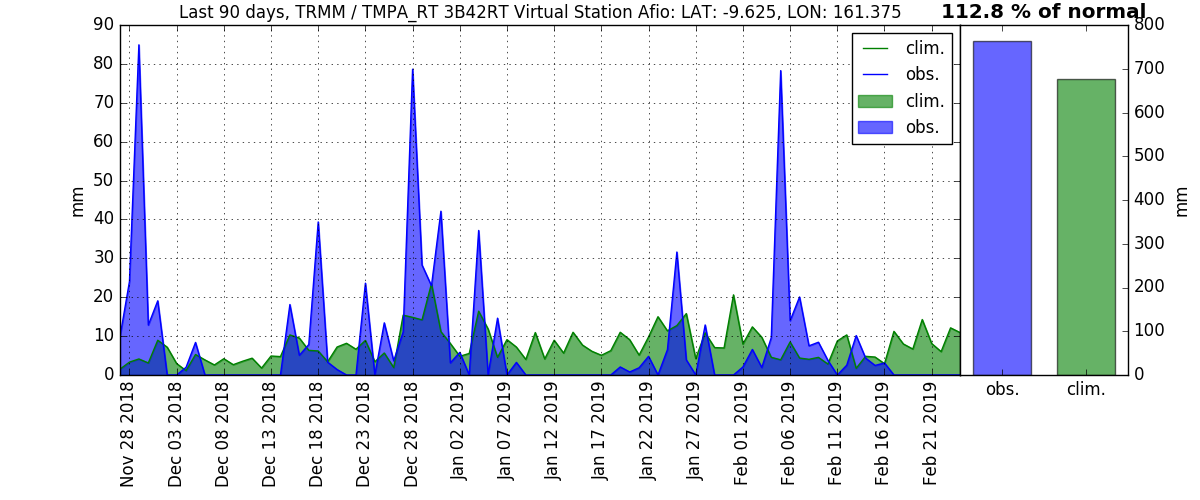 Last 90 days, TRMM / TMPA_RT 3B42RT Virtual Station Afio: LAT: -9.625, LON: 161.375
112.8 % of normal
90
80
70
60
50
40
30
20
10
0
mm
clim.
obs.
clim.
obs.
800
700
600
500
400
300
200
100
0
mm
Nov 28 2018
Dec 03 2018
Dec 08 2018
Dec 13 2018
Dec 18 2018
Dec 23 2018
Dec 28 2018
Jan 02 2019
Jan 07 2019
Jan 12 2019
Jan 17 2019
Jan 22 2019
Jan 27 2019
Feb 01 2019
Feb 06 2019
Feb 11 2019
Feb 16 2019
Feb 21 2019
obs.
clim.